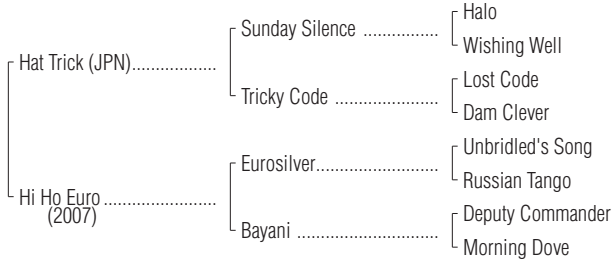 Halo
Sunday Silence .................
Wishing Well
Hat Trick (JPN)...................
Lost Code
Tricky Code .......................
Dam Clever
Unbridled's Song
Eurosilver...........................
Russian Tango
Hi Ho Euro .........................
(2007)
Deputy Commander
Bayani ................................
Morning Dove